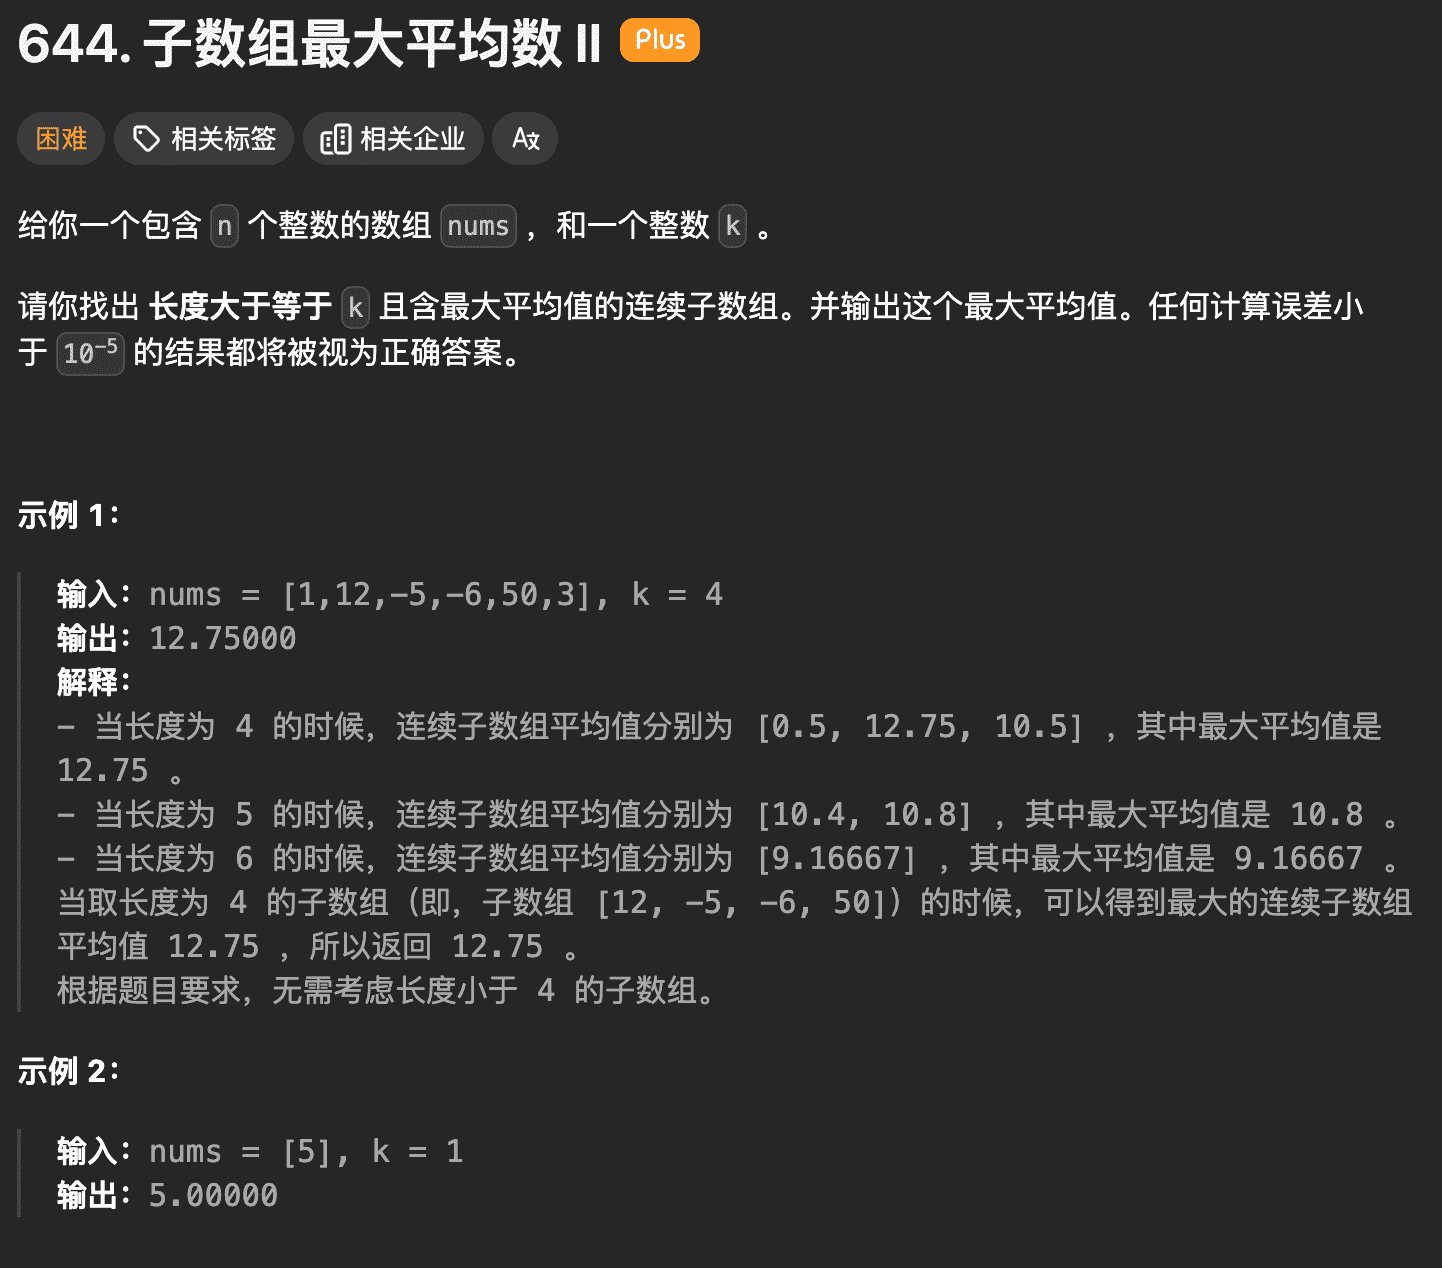 644. 子数组最大平均数 II Plus
困难 相关标签 相关企业 A文
给你一个包含 n 个整数的数组 nums ，和一个整数 k 。
请你找出 长度大于等于 k 且含最大平均值的连续子数组。并输出这个最大平均值。任何计算误差小
于 10⁻⁵ 的结果都将被视为正确答案。
示例 1：
输入：nums = [1,12,-5,-6,50,3], k = 4
输出：12.75000
解释：
- 当长度为 4 的时候，连续子数组平均值分别为 [0.5, 12.75, 10.5] ，其中最大平均值是
12.75 。
- 当长度为 5 的时候，连续子数组平均值分别为 [10.4, 10.8] ，其中最大平均值是 10.8 。
- 当长度为 6 的时候，连续子数组平均值分别为 [9.16667] ，其中最大平均值是 9.16667 。
当取长度为 4 的子数组（即，子数组 [12, -5, -6, 50]）的时候，可以得到最大的连续子数组
平均值 12.75 ，所以返回 12.75 。
根据题目要求，无需考虑长度小于 4 的子数组。
示例 2：
输入：nums = [5], k = 1
输出：5.00000